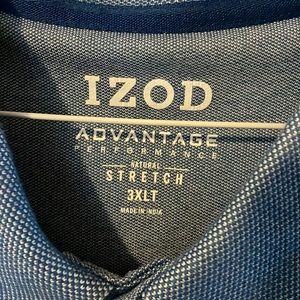 IZOD
ADVANTAGE
PERFORMANCE
NATURAL
STRETCH
3XLT
MADE IN INDIA